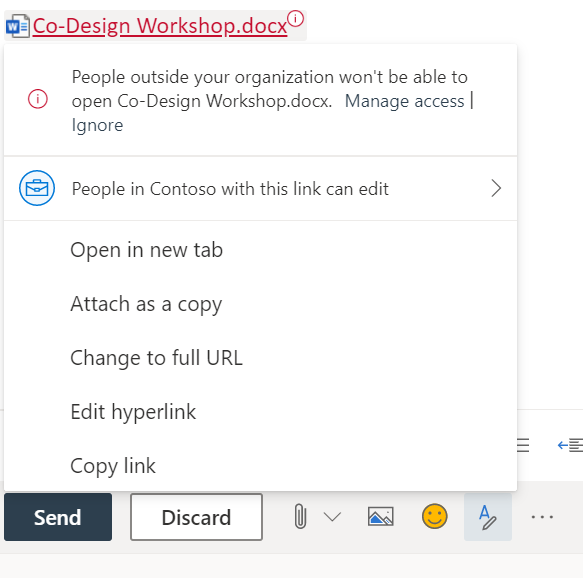 Co-Design Workshop.docx
People outside your organization won't be able to
open Co-Design Workshop.docx. Manage access |
Ignore
People in Contoso with this link can edit
Open in new tab
Attach as a copy
Change to full URL
Edit hyperlink
Copy link
Send Discard